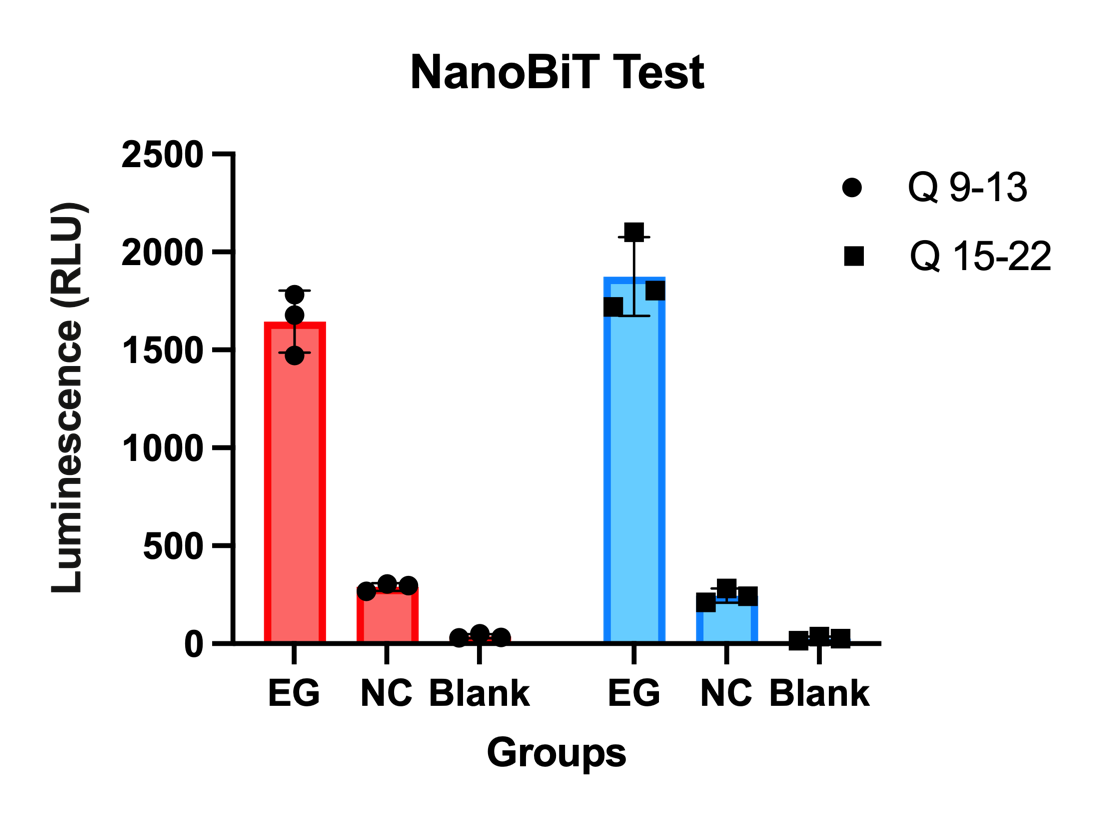 NanoBiT Test
Luminescence (RLU)
2500
2000
1500
1000
500
0
EG NC Blank EG NC Blank
Groups
Q 9-13
Q 15-22